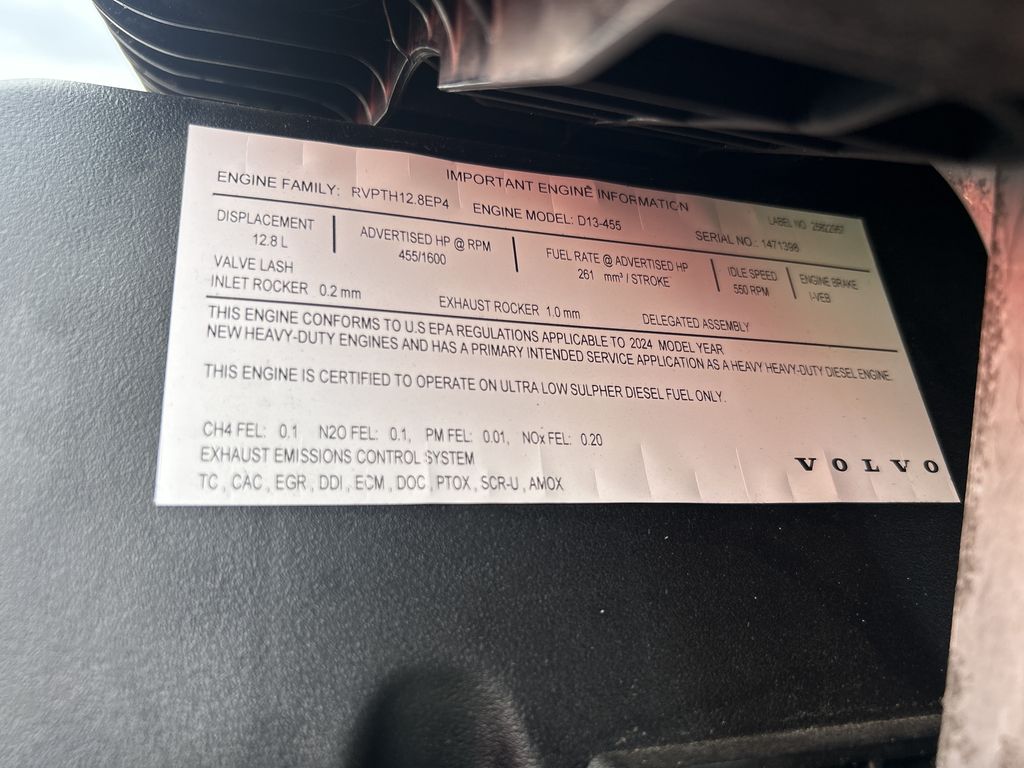 IMPORTANT ENGINE INFORMATION
ENGINE FAMILY: RVPTH12.8EP4 ENGINE MODEL: D13-455 SERIAL NO.: 1471398 LABEL NO
DISPLACEMENT 12.8 L
ADVERTISED HP @ RPM 455/1600
FUEL RATE @ ADVERTISED HP 261 mm³ / STROKE
IDLE SPEED 550 RPM
ENGINE BRAKE I-VEB
VALVE LASH
INLET ROCKER 0.2 mm EXHAUST ROCKER 1.0 mm DELEGATED ASSEMBLY
THIS ENGINE CONFORMS TO U.S EPA REGULATIONS APPLICABLE TO 2024 MODEL YEAR
NEW HEAVY-DUTY ENGINES AND HAS A PRIMARY INTENDED SERVICE APPLICATION AS A HEAVY HEAVY-DUTY DIESEL ENGINE.
THIS ENGINE IS CERTIFIED TO OPERATE ON ULTRA LOW SULPHER DIESEL FUEL ONLY.
CH4 FEL: 0.1 N2O FEL: 0.1, PM FEL: 0.01, NOx FEL: 0.20
EXHAUST EMISSIONS CONTROL SYSTEM
TC , CAC , EGR , DDI , ECM , DOC , PTOX , SCR-U , AMOX
VOLVO